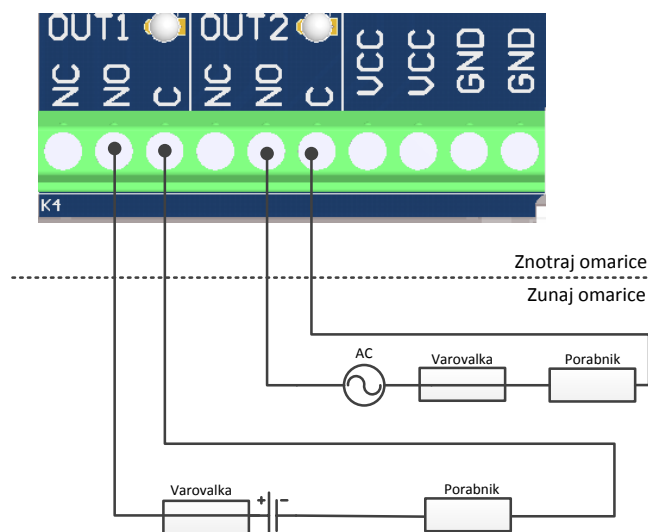 OUT1 OUT2
NC NO C NC NO C VCC VCC GND GND
K4
Znotraj omarice
Zunaj omarice
AC Varovalka Porabnik
Varovalka + − Porabnik